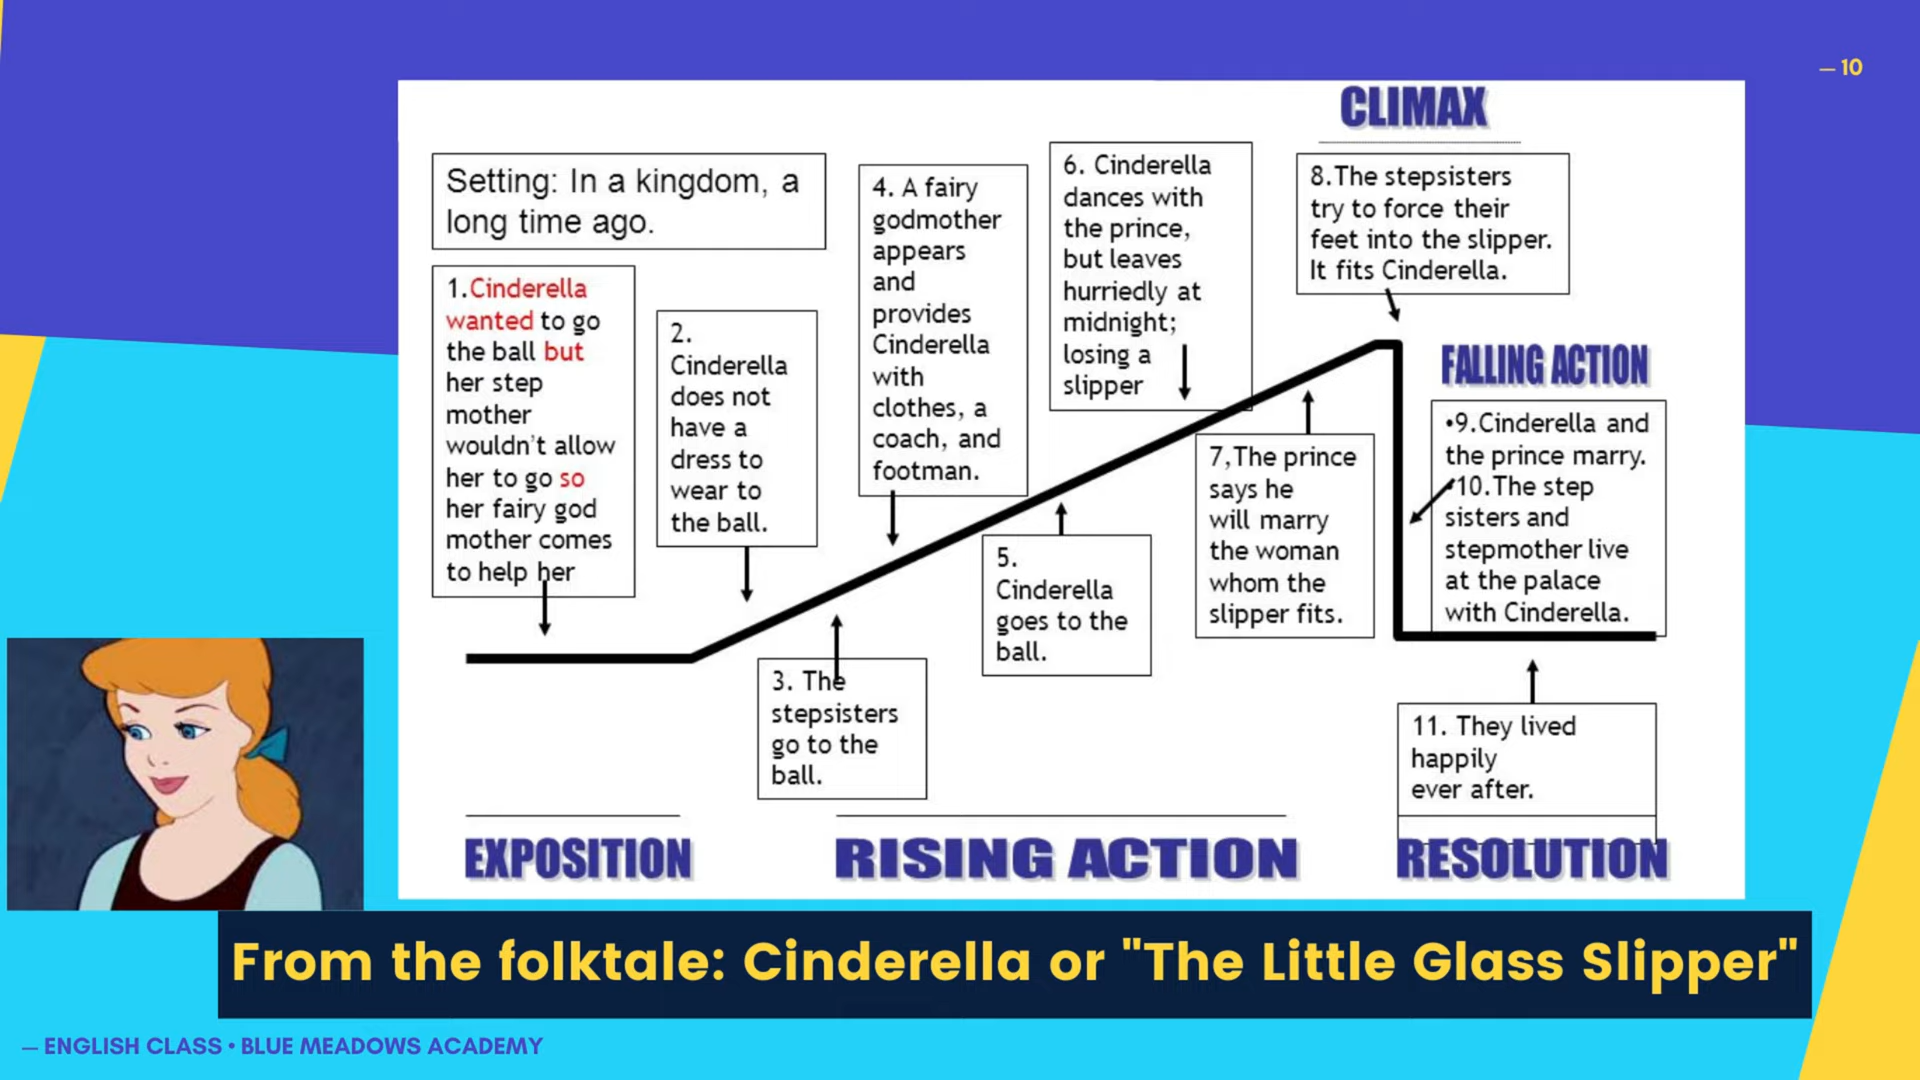 — 10
CLIMAX
Setting: In a kingdom, a
long time ago.
1.Cinderella
wanted to go
the ball but
her step
mother
wouldn't allow
her to go so
her fairy god
mother comes
to help her
2.
Cinderella
does not
have a
dress to
wear to
the ball.
3. The
stepsisters
go to the
ball.
4. A fairy
godmother
appears
and
provides
Cinderella
with
clothes, a
coach, and
footman.
5.
Cinderella
goes to the
ball.
6. Cinderella
dances with
the prince,
but leaves
hurriedly at
midnight;
losing a
slipper
7,The prince
says he
will marry
the woman
whom the
slipper fits.
8.The stepsisters
try to force their
feet into the slipper.
It fits Cinderella.
FALLING ACTION
•9.Cinderella and
the prince marry.
•10.The step
sisters and
stepmother live
at the palace
with Cinderella.
11. They lived
happily
ever after.
EXPOSITION
RISING ACTION
RESOLUTION
From the folktale: Cinderella or "The Little Glass Slipper"
— ENGLISH CLASS • BLUE MEADOWS ACADEMY